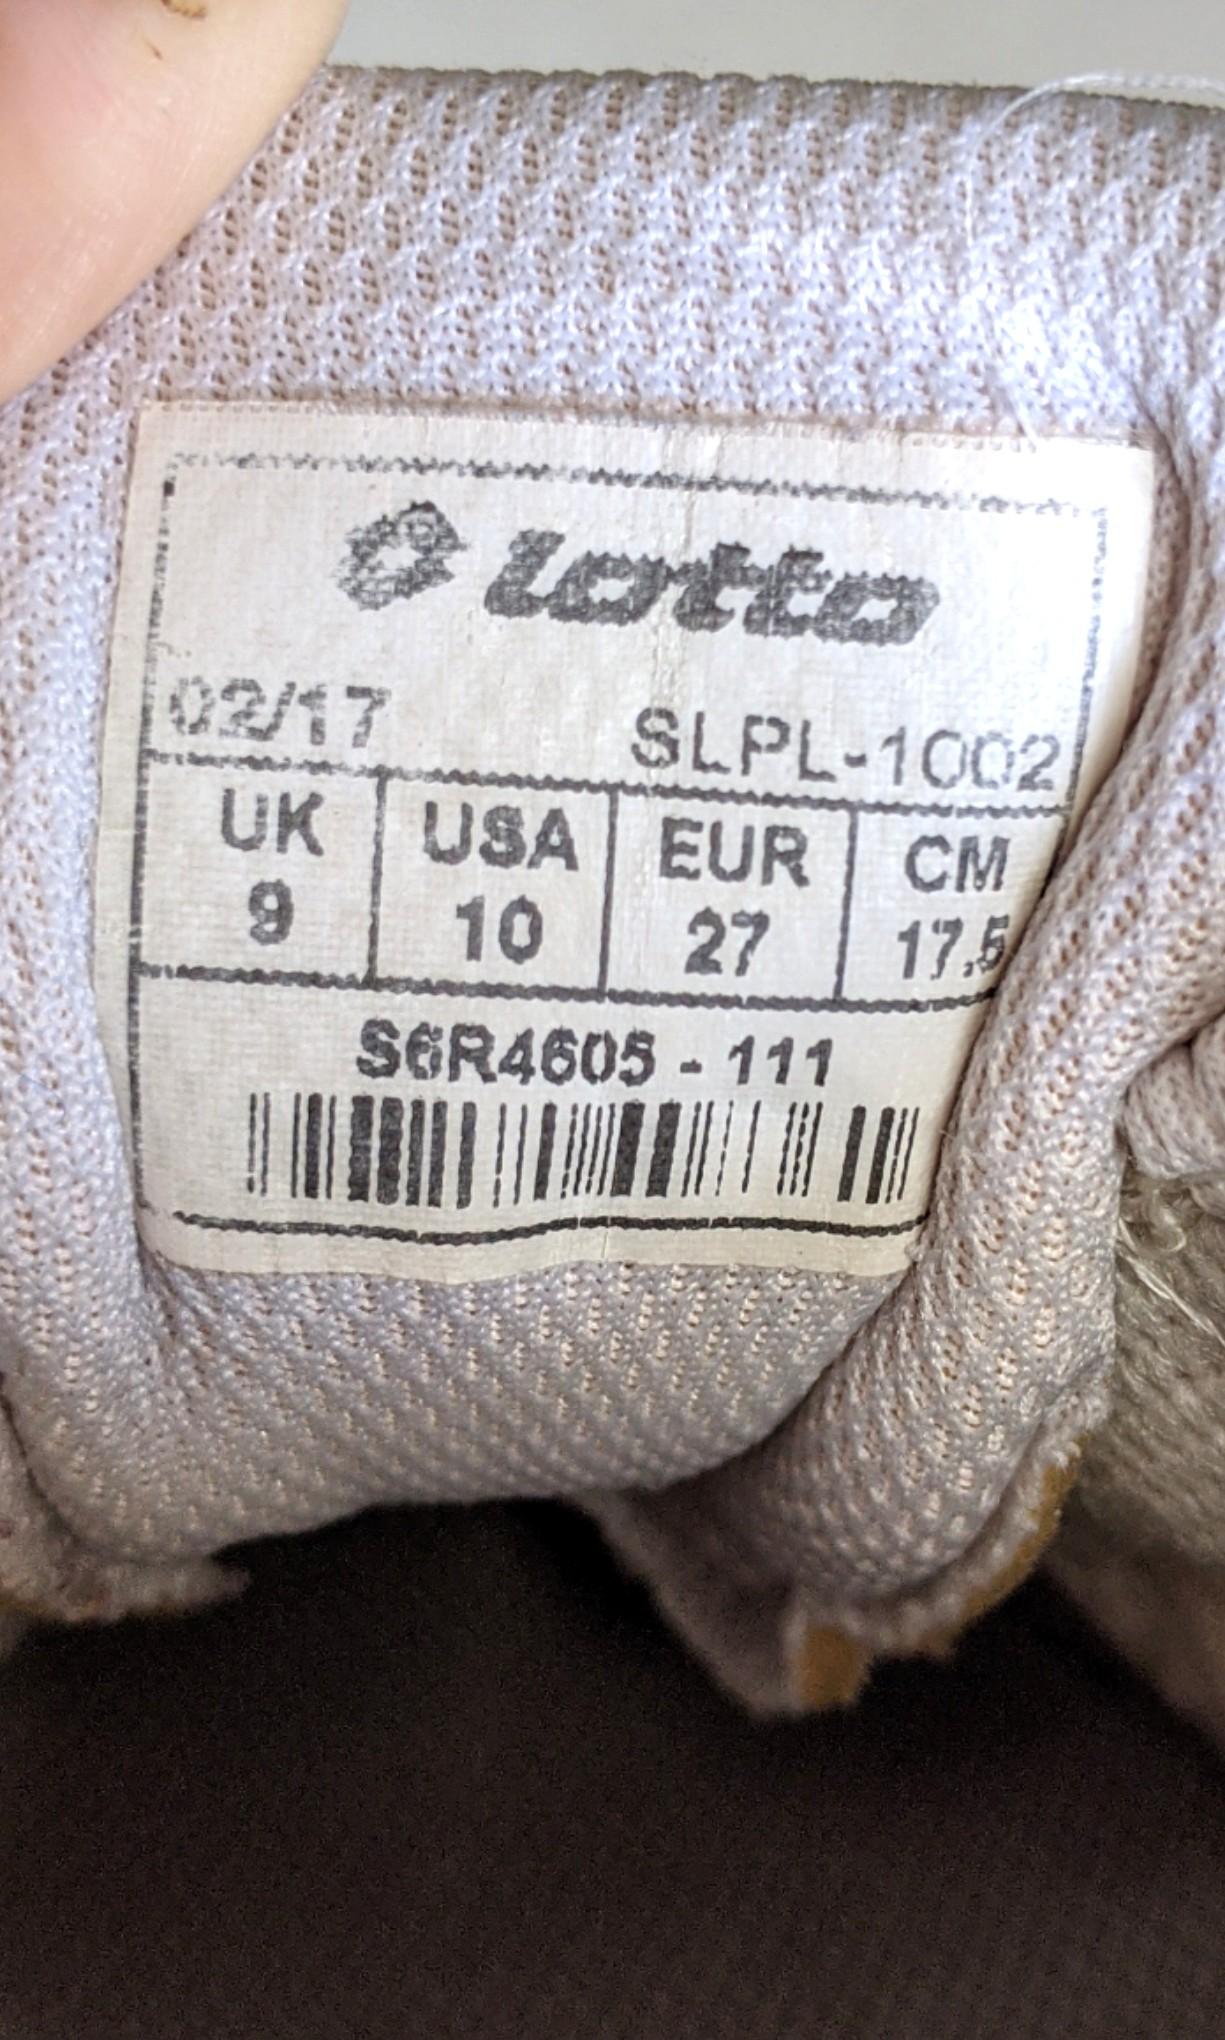 lotto
02/17 SLPL-1002
UK USA EUR CM
9 10 27 17,5
S6R4605 - 111